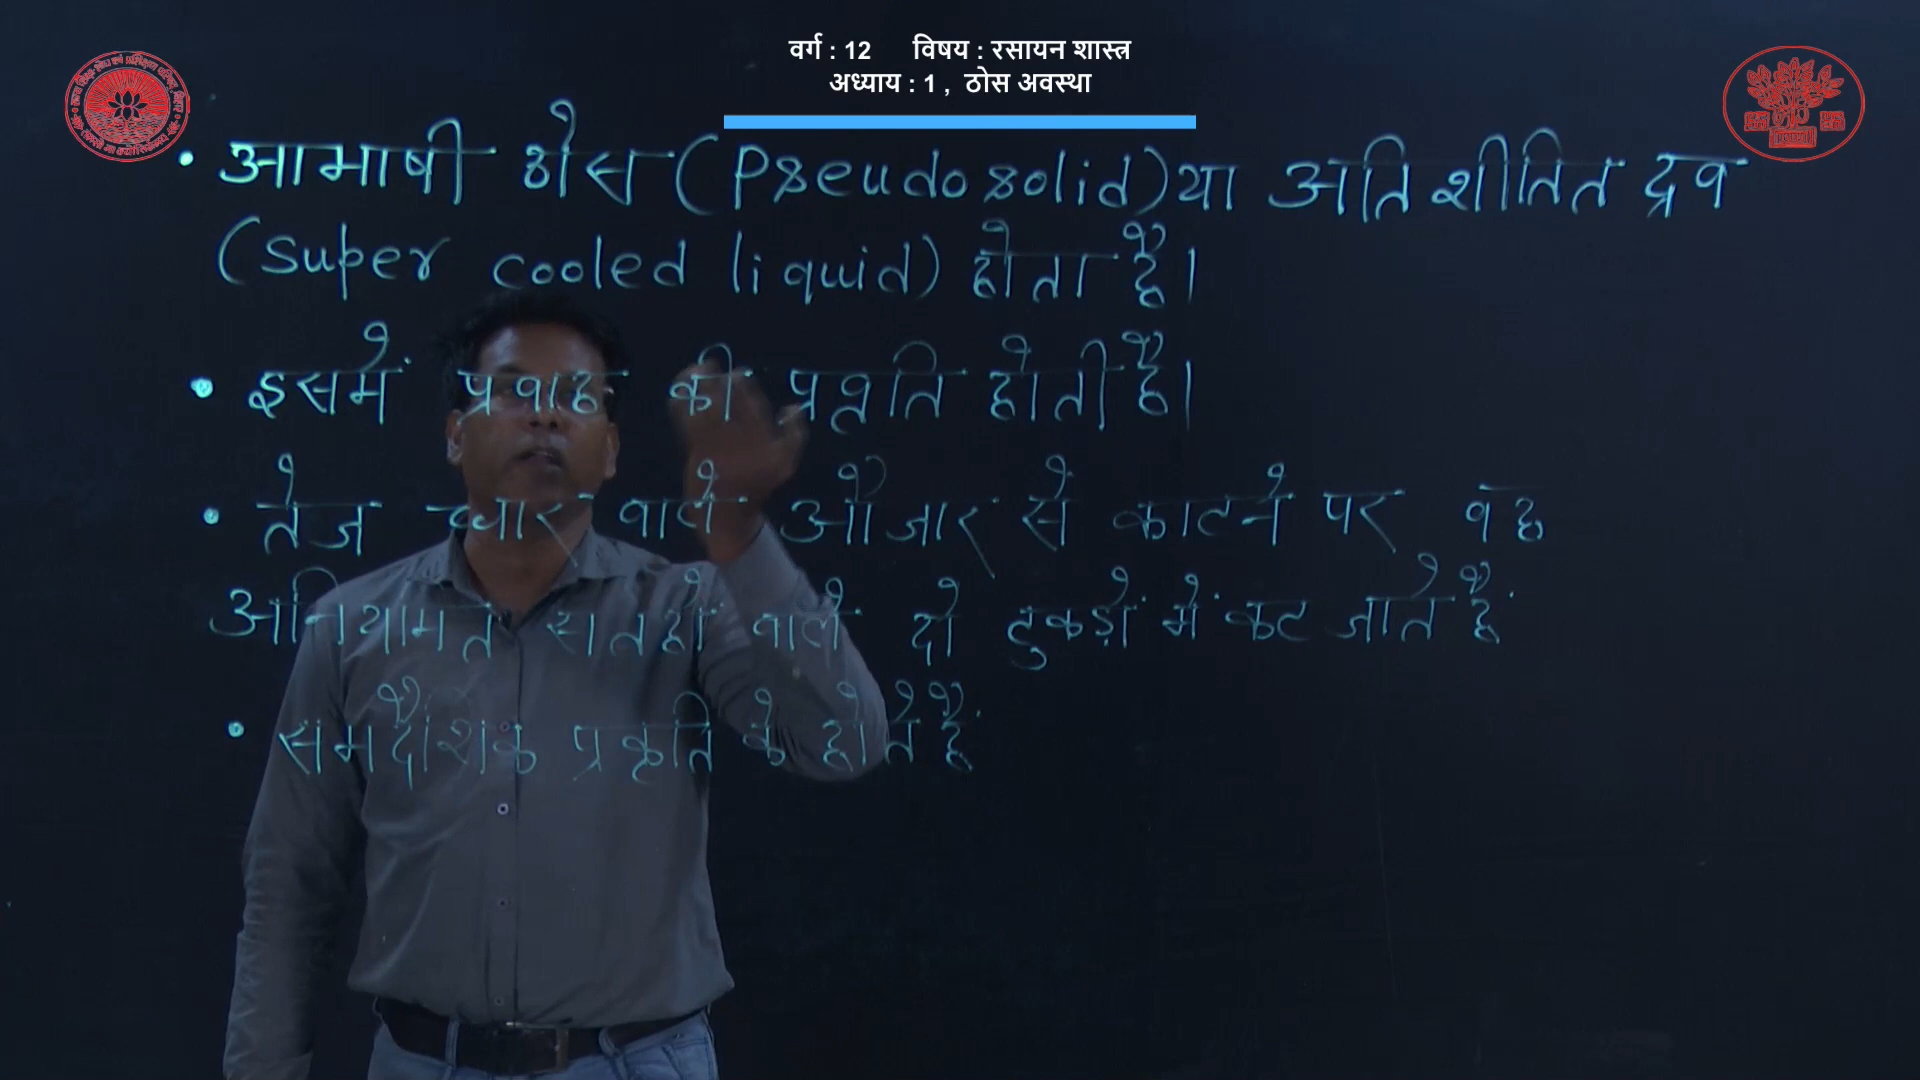 वर्ग : 12 विषय : रसायन शास्त्र
अध्याय : 1 , ठोस अवस्था
• आभाषी ठोस (Pseudo solid) या अतिशीतित द्रव
(Super cooled liquid) होता है।
• इसमें प्रवाह की प्रवृति होती है।
• तेज धार वाले औजार से काटने पर वह
अनियमित सतहों वाले दो टुकड़ों में कट जाते हैं
• समदैशिक प्रकृति के होते हैं